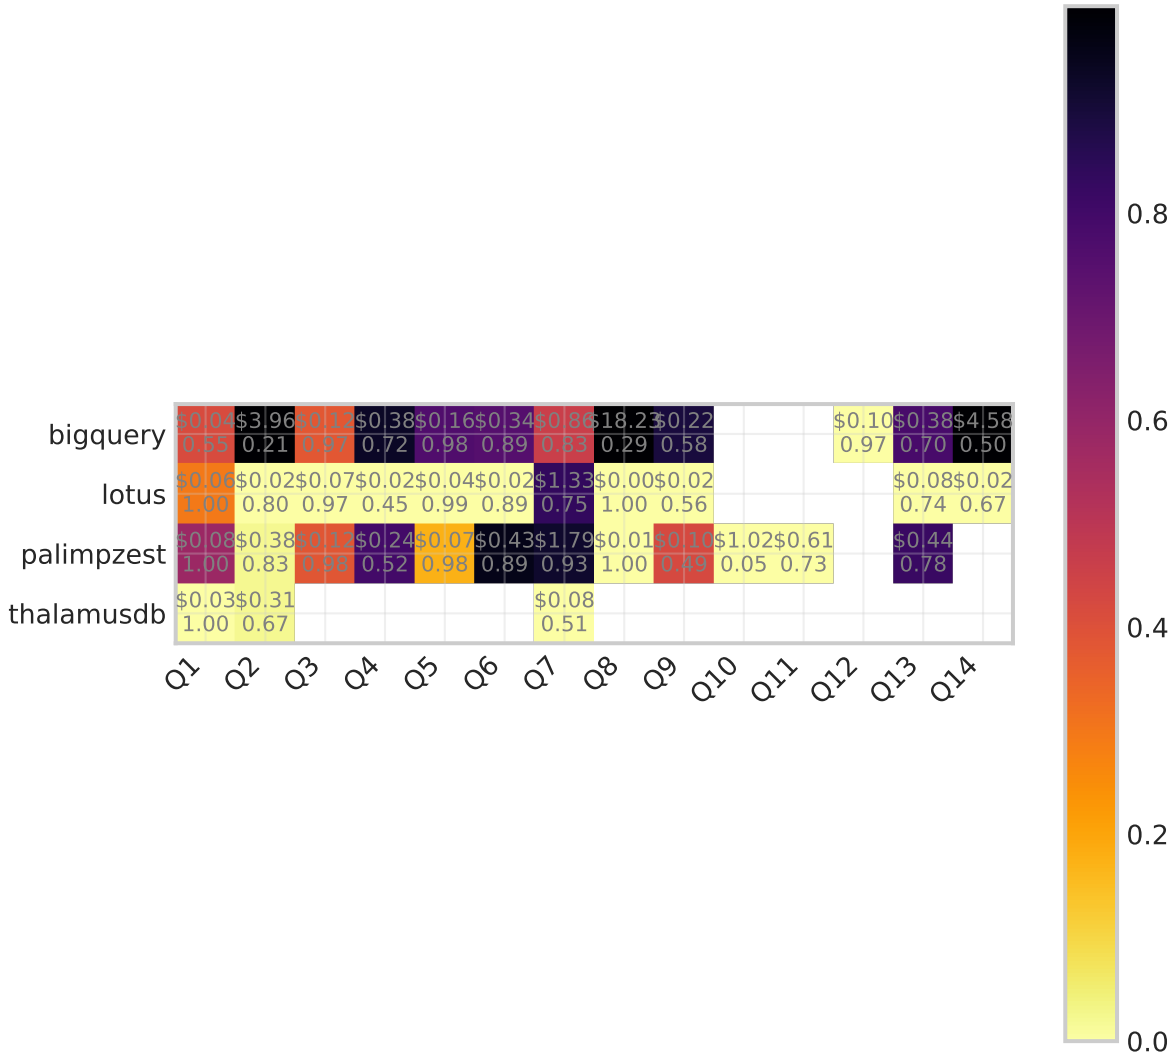 bigquery $0.04 $3.96 $0.12 $0.38 $0.16 $0.34 $0.86 $18.23 $0.22 $0.10 $0.38 $4.58
0.55 0.21 0.97 0.72 0.98 0.89 0.83 0.29 0.58 0.97 0.70 0.50
lotus $0.06 $0.02 $0.07 $0.02 $0.04 $0.02 $1.33 $0.00 $0.02 $0.08 $0.02
1.00 0.80 0.97 0.45 0.99 0.89 0.75 1.00 0.56 0.74 0.67
palimpzest $0.08 $0.38 $0.12 $0.24 $0.07 $0.43 $1.79 $0.01 $0.10 $1.02 $0.61 $0.44
1.00 0.83 0.98 0.52 0.98 0.89 0.93 1.00 0.49 0.05 0.73 0.78
thalamusdb $0.03 $0.31 $0.08
1.00 0.67 0.51
Q1 Q2 Q3 Q4 Q5 Q6 Q7 Q8 Q9 Q10 Q11 Q12 Q13 Q14
0.8
0.6
0.4
0.2
0.0